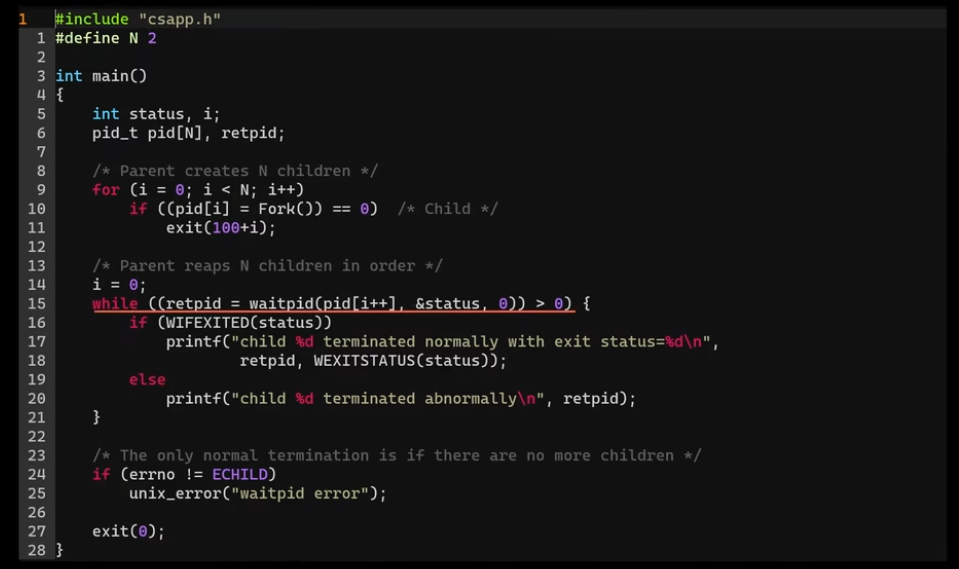 1 #include "csapp.h"
1 #define N 2
2
3 int main()
4 {
5 int status, i;
6 pid_t pid[N], retpid;
7
8 /* Parent creates N children */
9 for (i = 0; i < N; i++)
10 if ((pid[i] = Fork()) == 0) /* Child */
11 exit(100+i);
12
13 /* Parent reaps N children in order */
14 i = 0;
15 while ((retpid = waitpid(pid[i++], &status, 0)) > 0) {
16 if (WIFEXITED(status))
17 printf("child %d terminated normally with exit status=%d\n",
18 retpid, WEXITSTATUS(status));
19 else
20 printf("child %d terminated abnormally\n", retpid);
21 }
22
23 /* The only normal termination is if there are no more children */
24 if (errno != ECHILD)
25 unix_error("waitpid error");
26
27 exit(0);
28 }